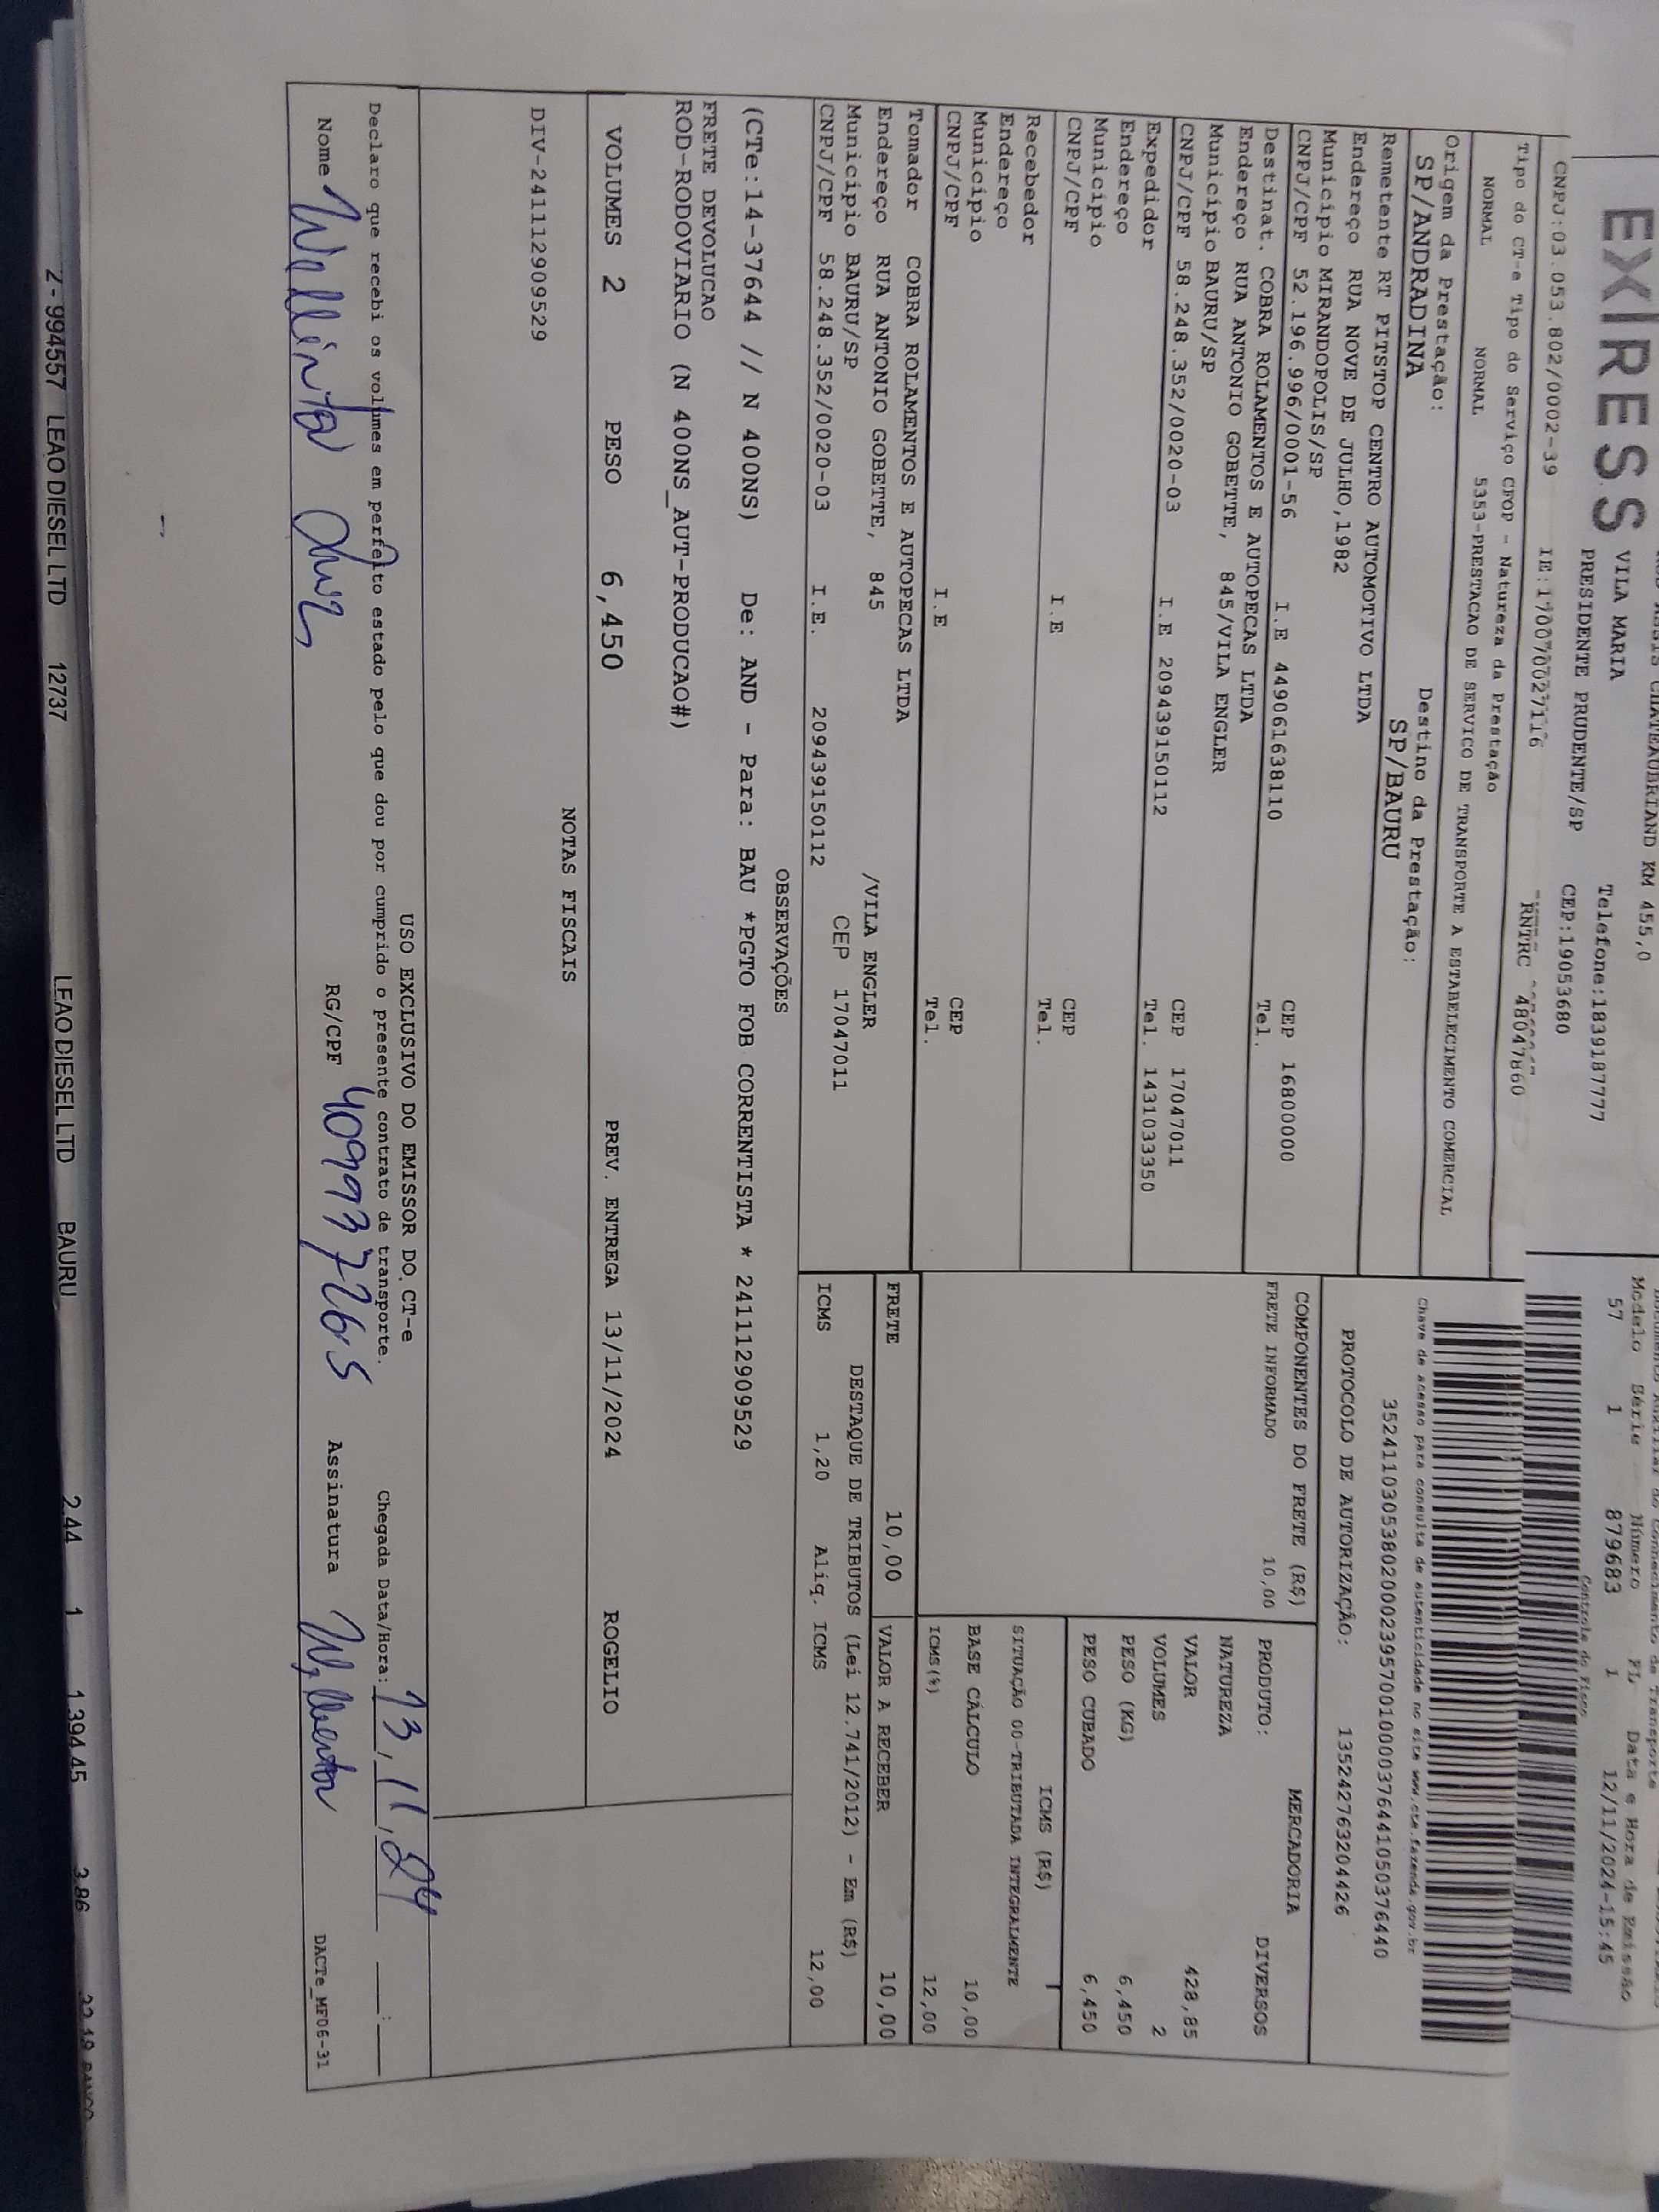 EXPRESS
CHATEAUBRIAND KM 455,0
VILA MARIA Telefone:1839187777
PRESIDENTE PRUDENTE/SP CEP:19053680
CNPJ:03.053.802/0002-39
RNTRC 48047860
Modelo Série Número FL Data e Hora de Emissão
57 1 879683 1 12/11/2024-15:45
Controle do Fisco
Tipo do CT-e Tipo do Serviço CFOP - Natureza da Prestação
NORMAL NORMAL 5353-PRESTACAO DE SERVICO DE TRANSPORTE A ESTABELECIMENTO COMERCIAL
Origem da Prestação: Destino da Prestação:
SP/ANDRADINA SP/BAURU
Chave de acesso para consulta de autenticidade no site www.cte.fazenda.gov.br
35241103053802000239570010000376441050376440
PROTOCOLO DE AUTORIZAÇÃO: 135242763204426
Remetente RT PITSTOP CENTRO AUTOMOTIVO LTDA
Endereço RUA NOVE DE JULHO,1982
Município MIRANDOPOLIS/SP CEP 16800000
CNPJ/CPF 52.196.996/0001-56 I.E 449061638110 Tel.
Destinat. COBRA ROLAMENTOS E AUTOPECAS LTDA
Endereço RUA ANTONIO GOBETTE, 845/VILA ENGLER
Município BAURU/SP CEP 17047011
CNPJ/CPF 58.248.352/0020-03 I.E 209439150112 Tel. 1431033350
Expedidor
Endereço
Município CEP
CNPJ/CPF I.E Tel.
Recebedor
Endereço
Município CEP
CNPJ/CPF I.E Tel.
Tomador COBRA ROLAMENTOS E AUTOPECAS LTDA
Endereço RUA ANTONIO GOBETTE, 845 /VILA ENGLER
Município BAURU/SP CEP 17047011
CNPJ/CPF 58.248.352/0020-03 I.E. 209439150112
COMPONENTES DO FRETE (R$)
FRETE INFORMADO 10,00
MERCADORIA
PRODUTO: DIVERSOS
NATUREZA
VALOR 428,85
VOLUMES 2
PESO (KG) 6,450
PESO CUBADO 6,450
ICMS (R$)
SITUAÇÃO 00-TRIBUTADA INTEGRALMENTE
BASE CÁLCULO 10,00
ICMS(%) 12,00
FRETE 10,00 VALOR A RECEBER 10,00
DESTAQUE DE TRIBUTOS (Lei 12.741/2012) - Em (R$)
ICMS 1,20 Aliq. ICMS 12,00
OBSERVAÇÕES
(CTe:14-37644 // N 400NS) De: AND - Para: BAU *PGTO FOB CORRENTISTA * 241112909529
FRETE DEVOLUCAO
ROD-RODOVIARIO (N 400NS_AUT-PRODUCAO#)
VOLUMES 2 PESO 6,450 PREV. ENTREGA 13/11/2024 ROGELIO
NOTAS FISCAIS
DIV-241112909529
USO EXCLUSIVO DO EMISSOR DO CT-e
Declaro que recebi os volumes em perfeito estado pelo que dou por cumprido o presente contrato de transporte. Chegada Data/Hora: 13,11,24 :
Nome RG/CPF 409937265 Assinatura DACTe_MF06-31
2 - 994557 LEAO DIESEL LTD 12737 LEAO DIESEL LTD BAURU 2.44 1 1.394.45 3.86